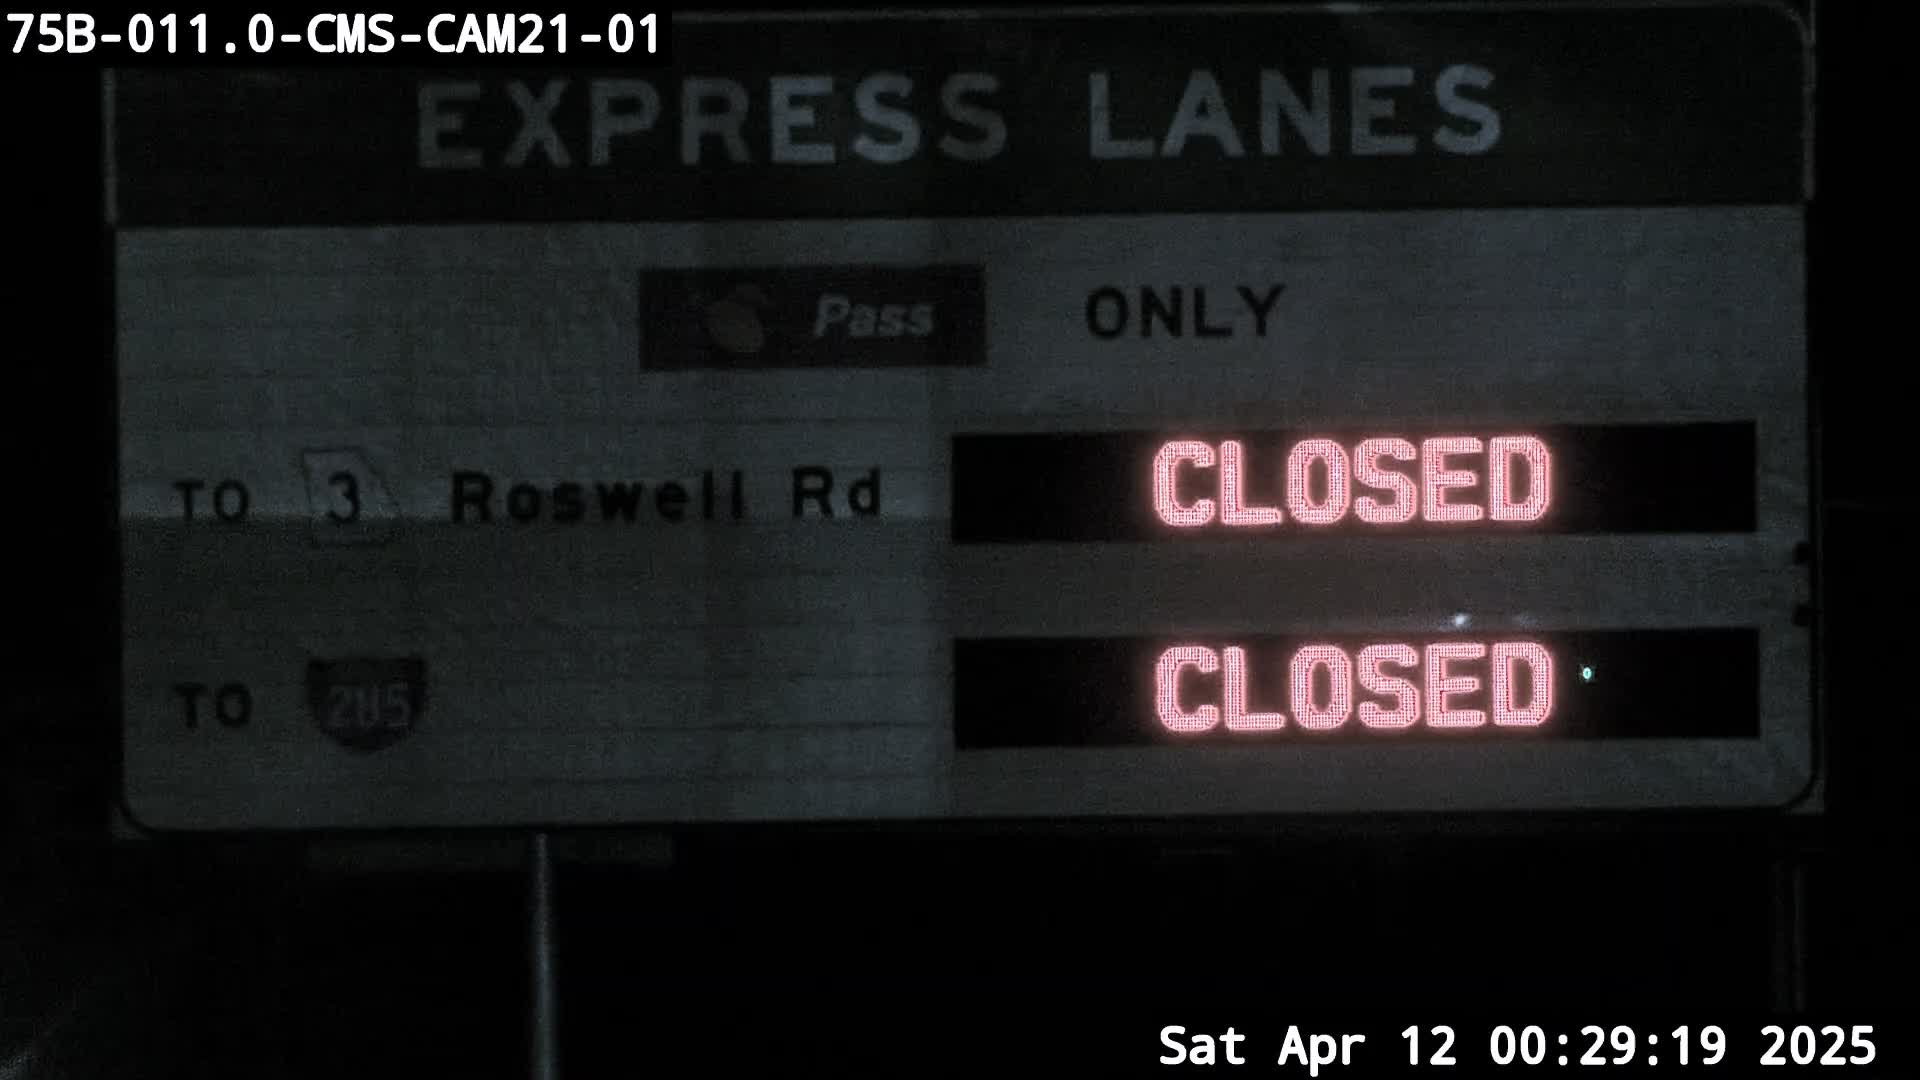 75B-011.0-CMS-CAM21-01
EXPRESS LANES
Pass ONLY
TO 3 Roswell Rd CLOSED
TO 285 CLOSED
Sat Apr 12 00:29:19 2025